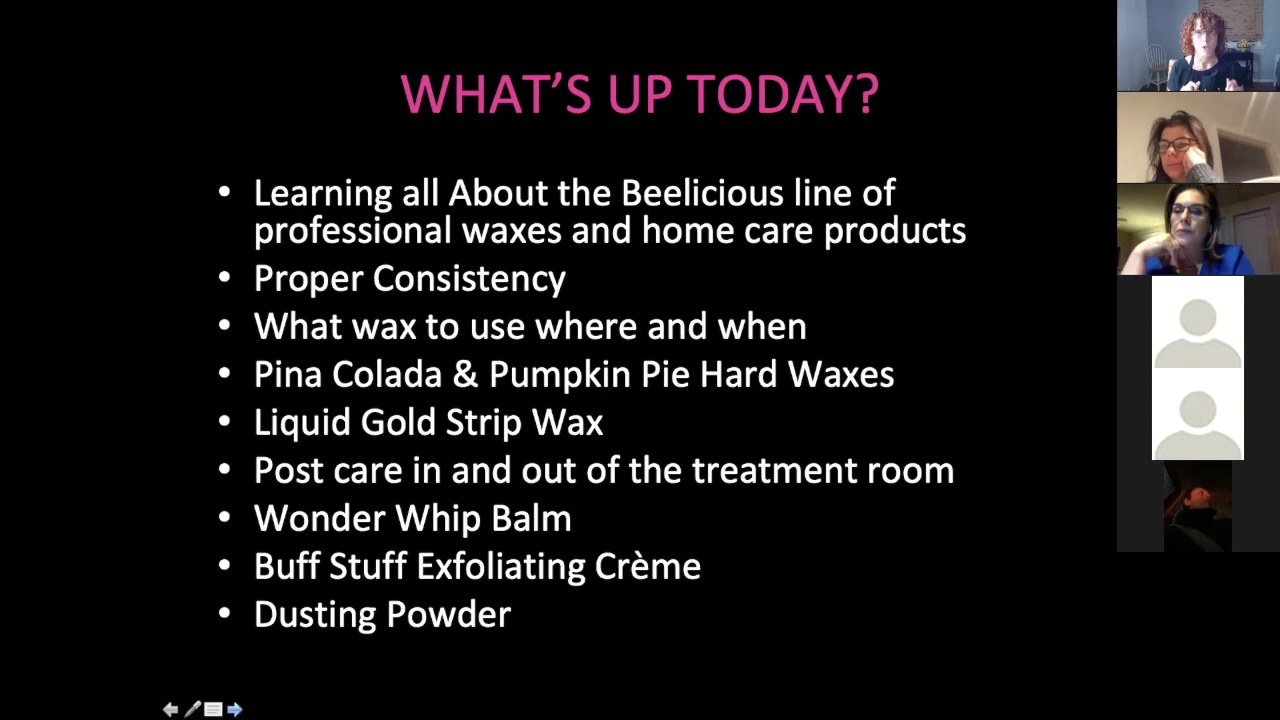 WHAT'S UP TODAY?
• Learning all About the Beelicious line of
professional waxes and home care products
• Proper Consistency
• What wax to use where and when
• Pina Colada & Pumpkin Pie Hard Waxes
• Liquid Gold Strip Wax
• Post care in and out of the treatment room
• Wonder Whip Balm
• Buff Stuff Exfoliating Crème
• Dusting Powder